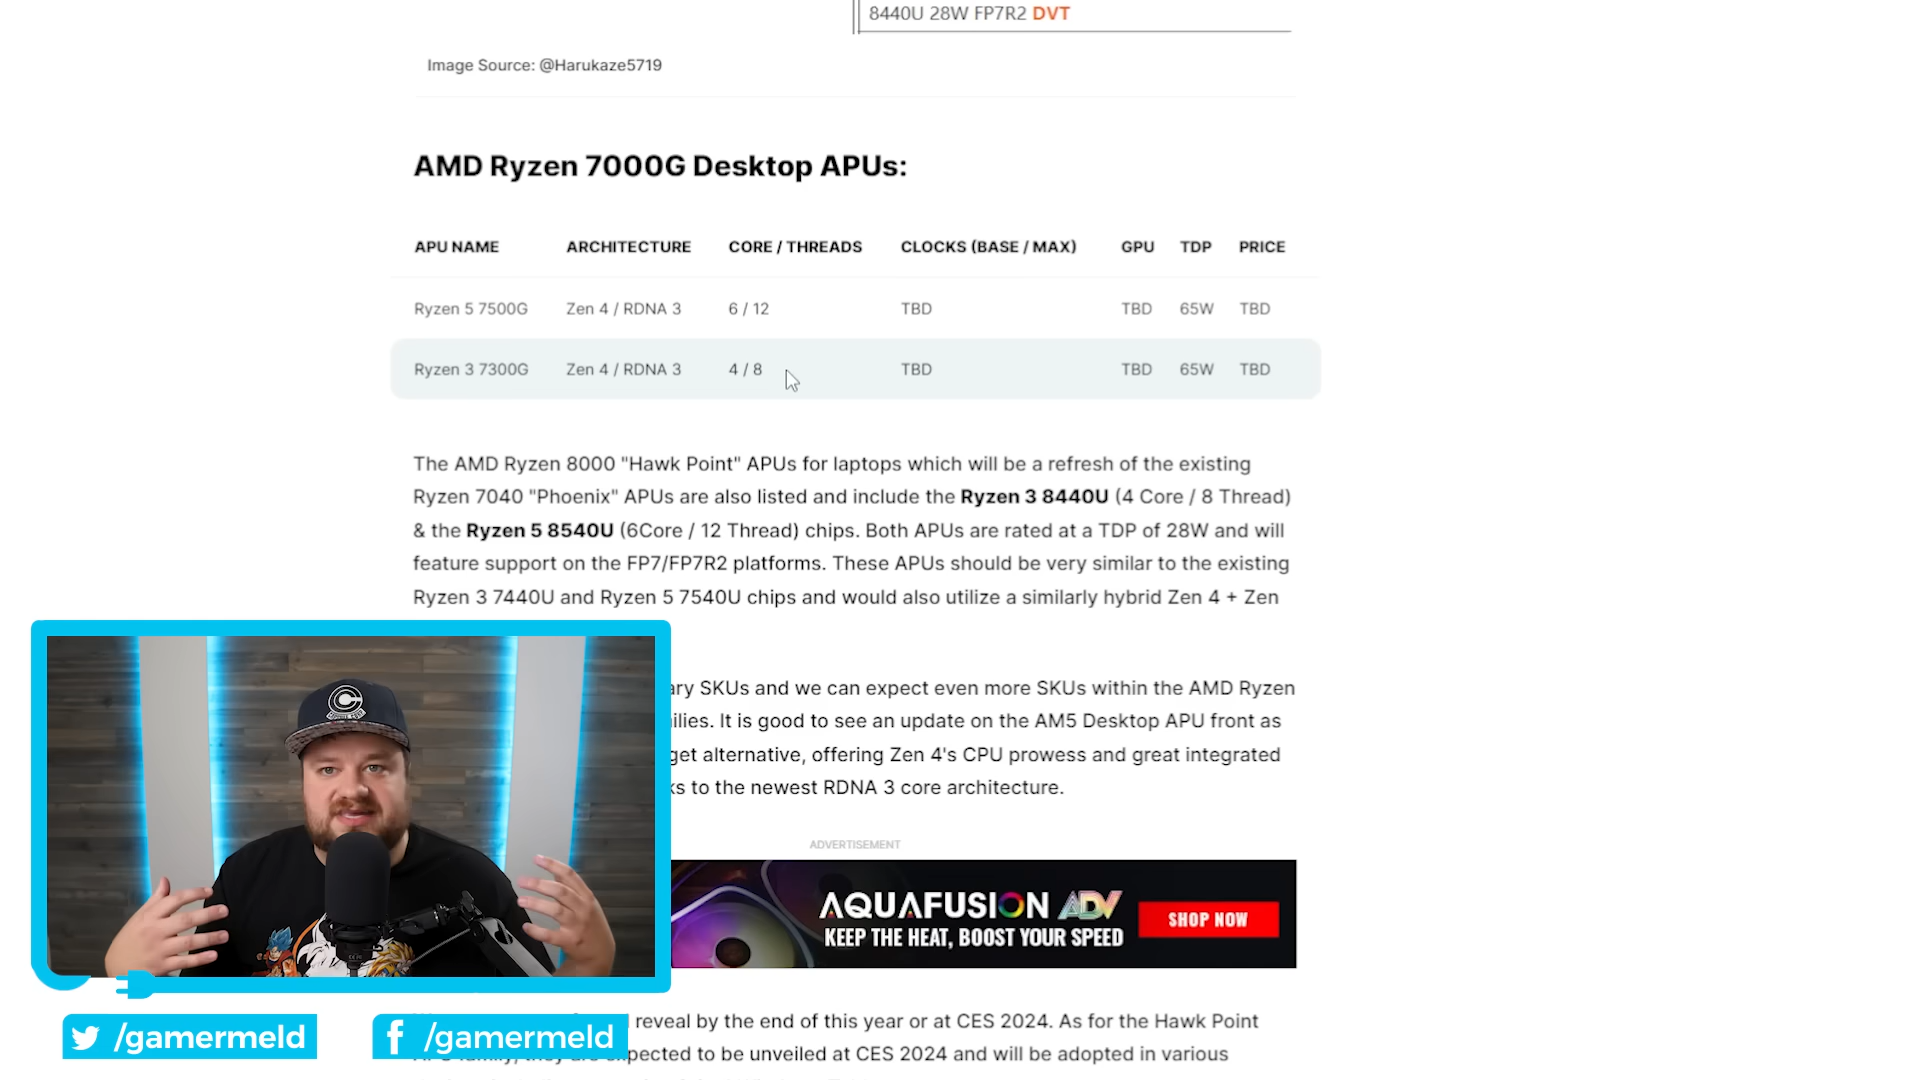 8440U 28W FP7R2 DVT
Image Source: @Harukaze5719
AMD Ryzen 7000G Desktop APUs:
APU NAME ARCHITECTURE CORE / THREADS CLOCKS (BASE / MAX) GPU TDP PRICE
Ryzen 5 7500G Zen 4 / RDNA 3 6 / 12 TBD TBD 65W TBD
Ryzen 3 7300G Zen 4 / RDNA 3 4 / 8 TBD TBD 65W TBD
The AMD Ryzen 8000 "Hawk Point" APUs for laptops which will be a refresh of the existing
Ryzen 7040 "Phoenix" APUs are also listed and include the Ryzen 3 8440U (4 Core / 8 Thread)
& the Ryzen 5 8540U (6Core / 12 Thread) chips. Both APUs are rated at a TDP of 28W and will
feature support on the FP7/FP7R2 platforms. These APUs should be very similar to the existing
Ryzen 3 7440U and Ryzen 5 7540U chips and would also utilize a similarly hybrid Zen 4 + Zen
SKUs and we can expect even more SKUs within the AMD Ryzen
It is good to see an update on the AM5 Desktop APU front as
alternative, offering Zen 4's CPU prowess and great integrated
to the newest RDNA 3 core architecture.
ADVERTISEMENT
AQUAFUSION ADV
KEEP THE HEAT, BOOST YOUR SPEED
SHOP NOW
reveal by the end of this year or at CES 2024. As for the Hawk Point
expected to be unveiled at CES 2024 and will be adopted in various
/gamermeld
/gamermeld